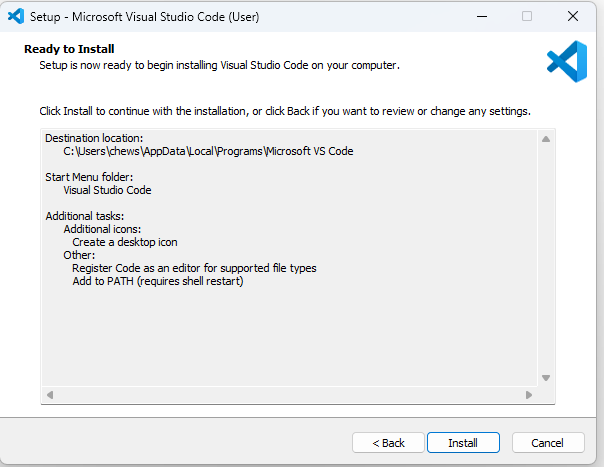 Setup - Microsoft Visual Studio Code (User)
Ready to Install
Setup is now ready to begin installing Visual Studio Code on your computer.
Click Install to continue with the installation, or click Back if you want to review or change any settings.
Destination location:
C:\Users\chews\AppData\Local\Programs\Microsoft VS Code
Start Menu folder:
Visual Studio Code
Additional tasks:
Additional icons:
Create a desktop icon
Other:
Register Code as an editor for supported file types
Add to PATH (requires shell restart)
< Back
Install
Cancel